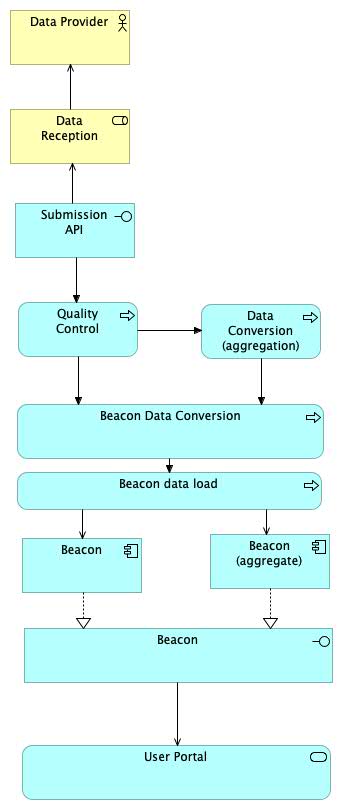 Data Provider
Data
Reception
Submission
API
Quality
Control
Data
Conversion
(aggregation)
Beacon Data Conversion
Beacon data load
Beacon
Beacon
(aggregate)
Beacon
User Portal